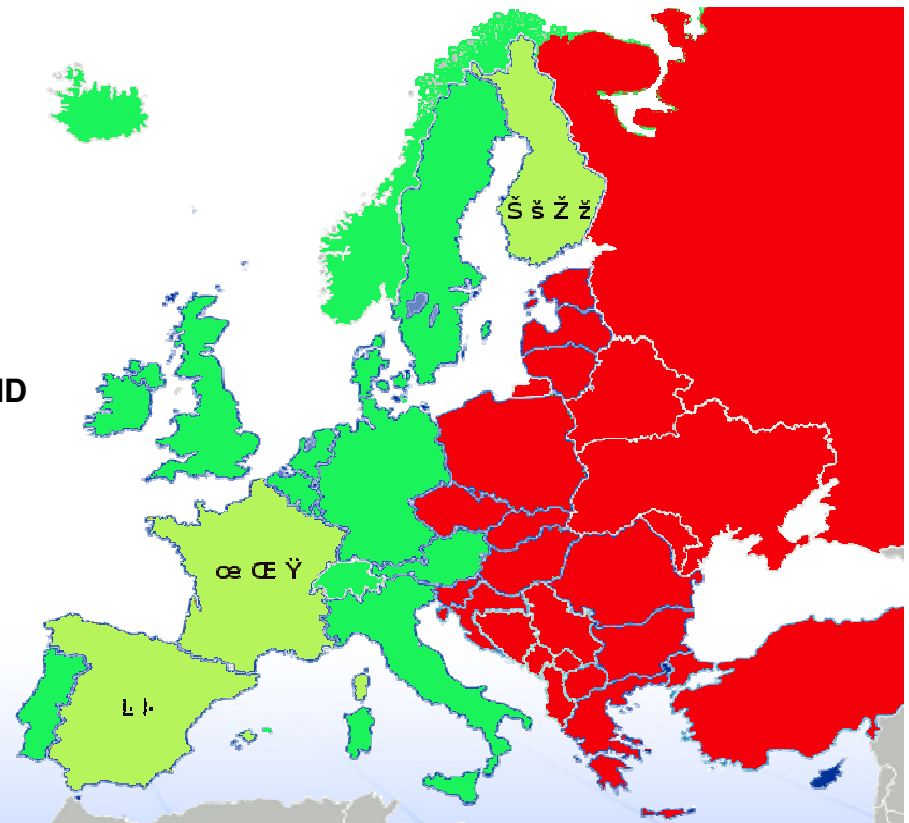 Š š Ž ž
ID
œ Œ Ÿ
Ŀ ŀ